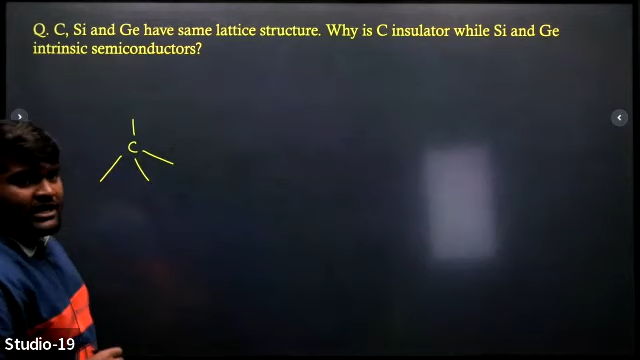 Q. C, Si and Ge have same lattice structure. Why is C insulator while Si and Ge
intrinsic semiconductors?
C
Studio-19